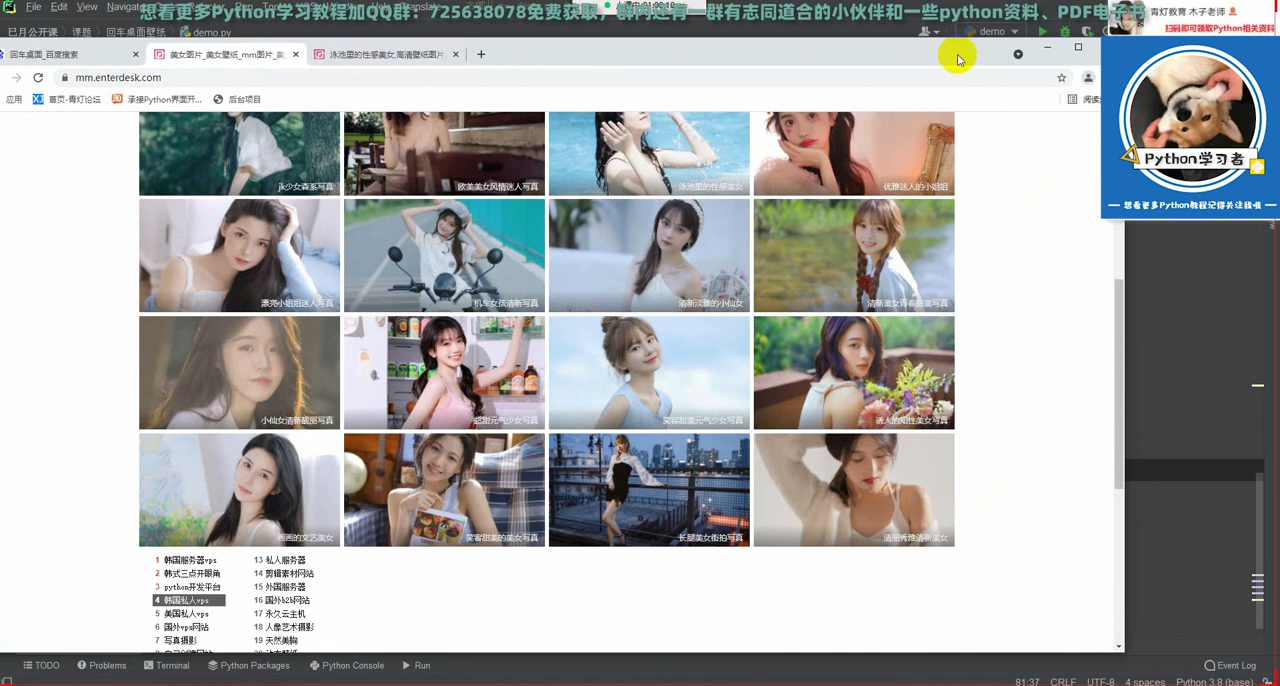 File Edit View Navigate
想看更多Python学习教程加QQ群：725638078免费获取，群内还有一群有志同道合的小伙伴和一些python资料、PDF电子书
青灯教育 木子老师
扫码即可领取Python相关资料
已月公开课 课题 回车桌面壁纸 demo.py
demo
回车桌面_百度搜索
美女图片_美女壁纸_mm图片_美
泳池里的性感美女,高清壁纸图片
mm.enterdesk.com
应用 首页-青灯论坛 承接Python界面开... 后台项目
Python学习者
想看更多Python教程记得关注我哦
jk少女森系写真 欧美美女风情迷人写真 泳池里的性感美女 优雅迷人的小姐姐
漂亮小姐姐迷人写真 机车女孩清新写真 清新淡雅的小仙女 清新美女青春甜美写真
小仙女清新靓丽写真 超甜元气少女写真 笑容甜美元气少女写真 诱人的知性美女写真
画画的文艺美女 笑容甜美的美女写真 长腿美女街拍写真 清丽秀雅清新美女
1 韩国服务器vps 13 私人服务器
2 韩式三点开眼角 14 剪辑素材网站
3 python开发平台 15 外国服务器
4 韩国私人vps 16 国外b2b网站
5 美国私人vps 17 永久云主机
6 国外vps网站 18 人像艺术摄影
7 写真摄影 19 天然美胸
TODO Problems Terminal Python Packages Python Console Run Event Log
81:37 CRLF UTF-8 4 spaces Python 3.8 (base)